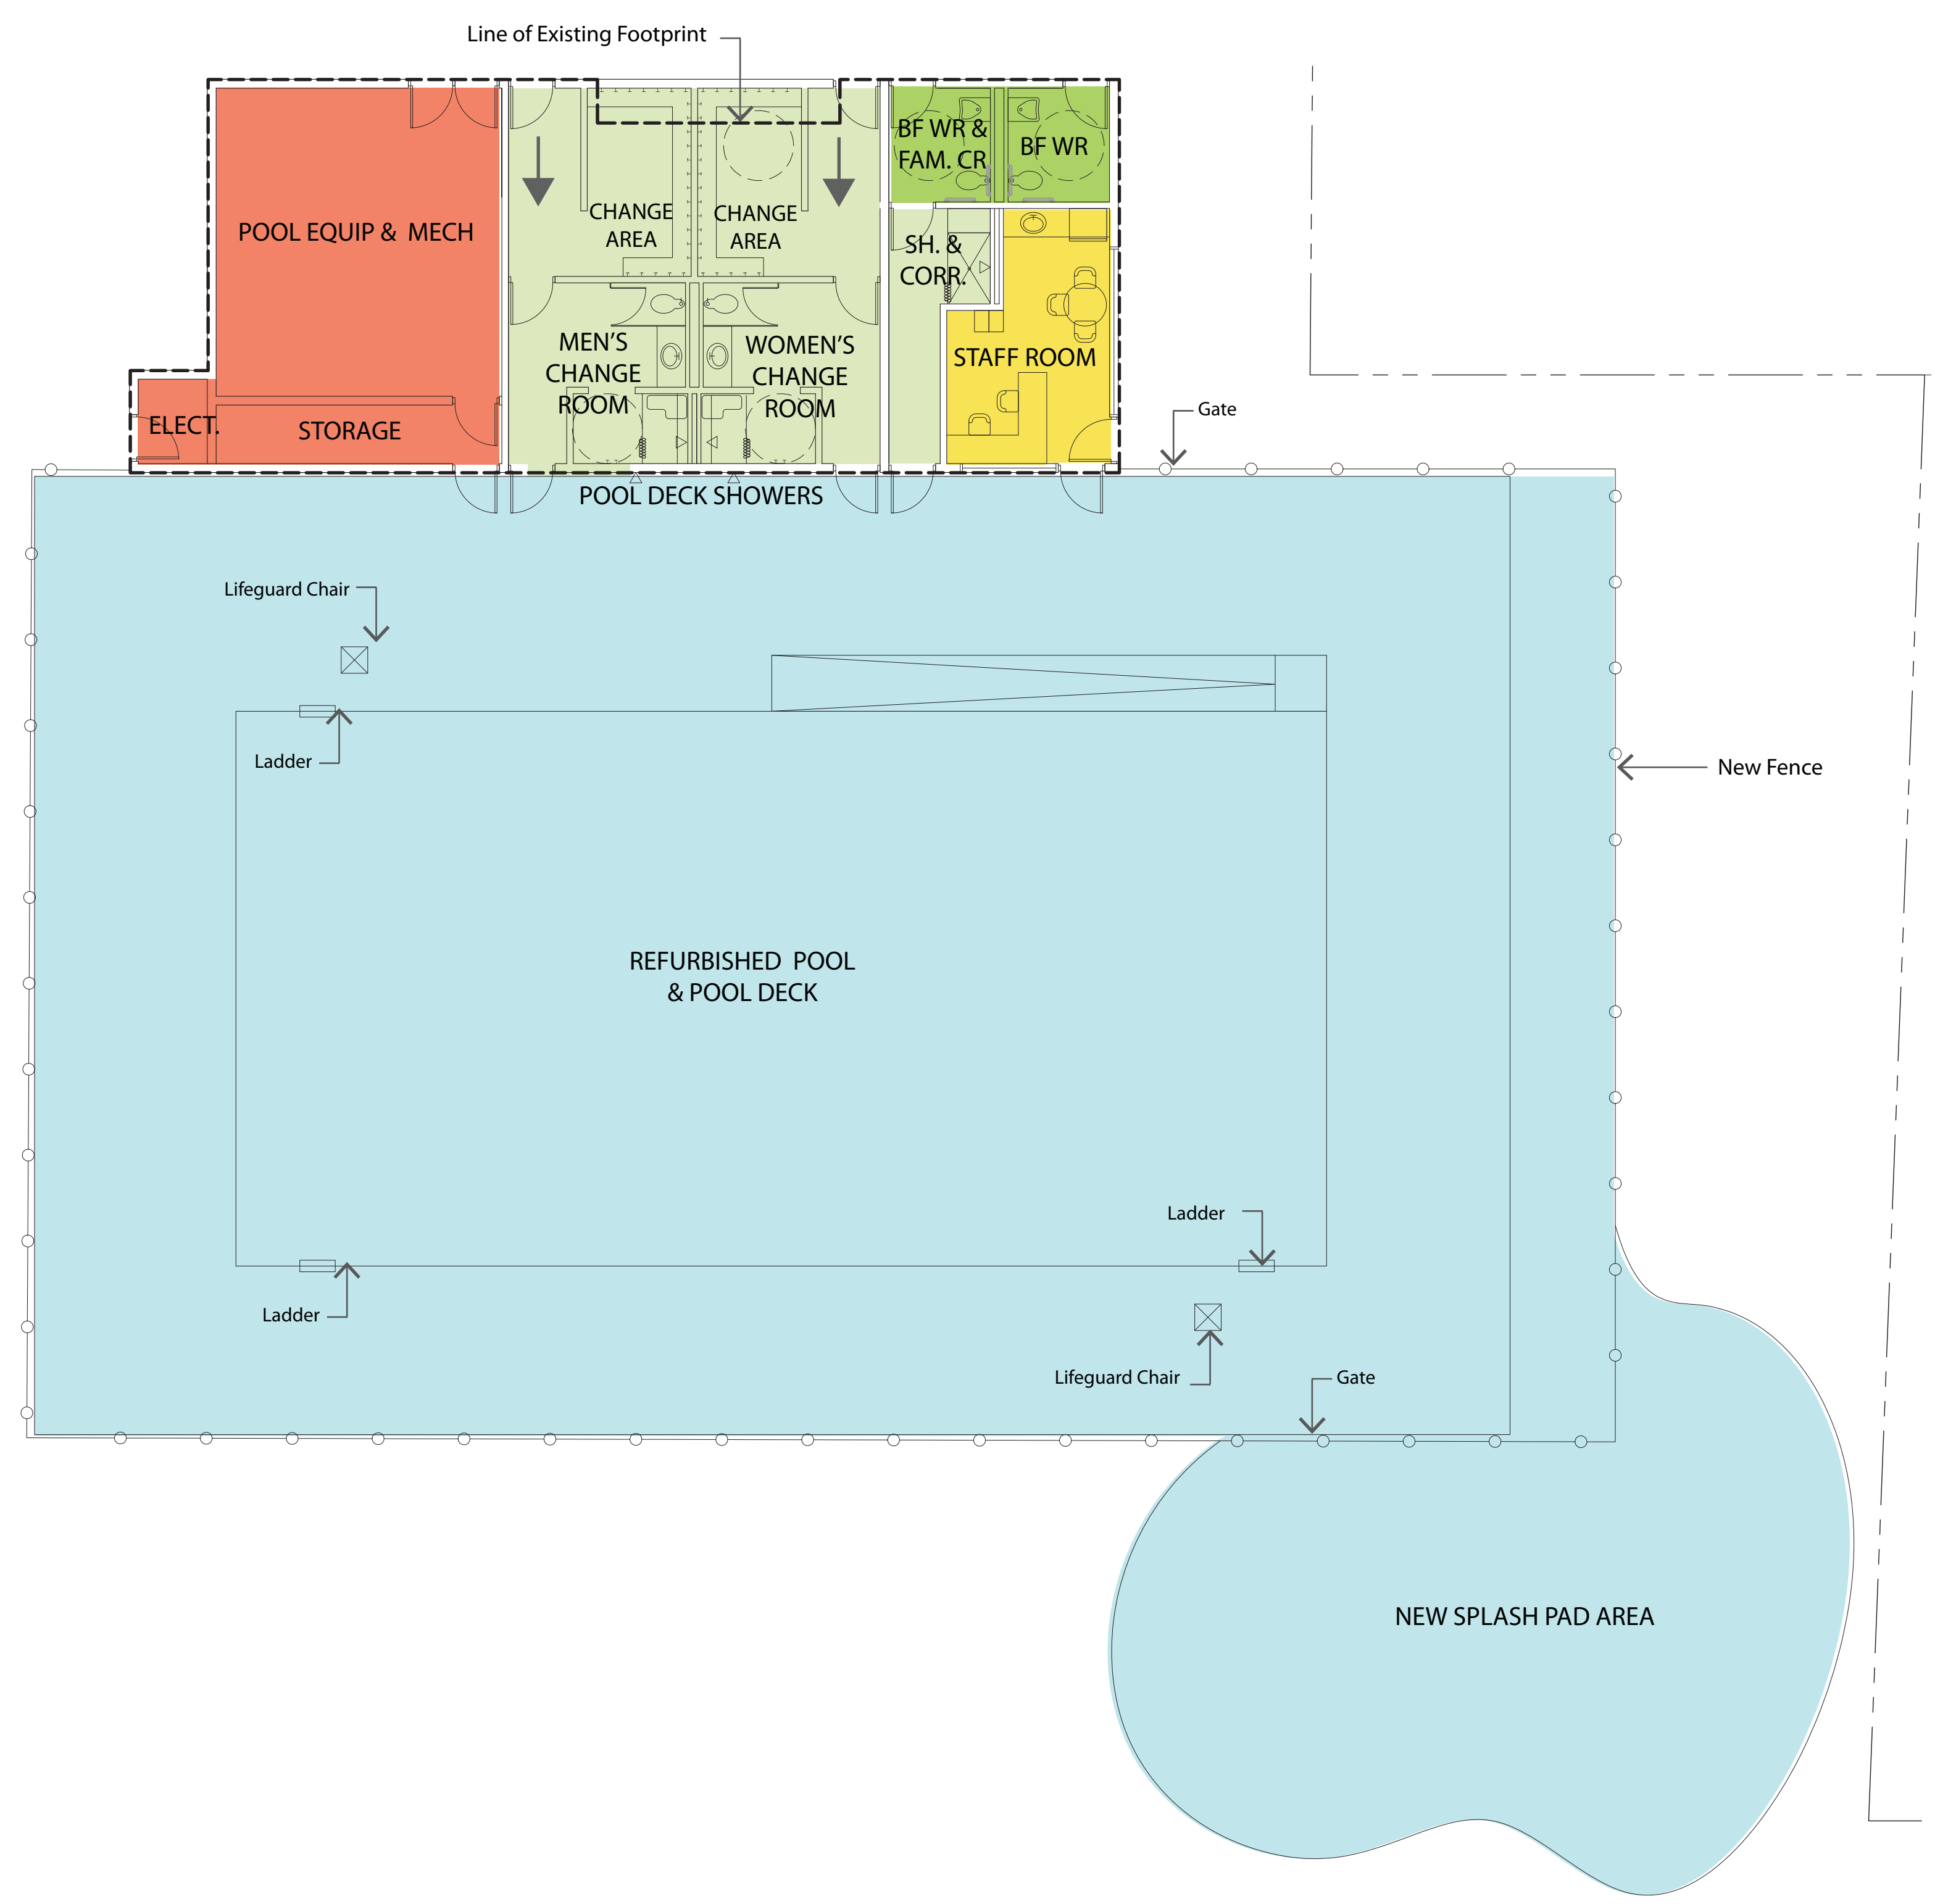 Line of Existing Footprint
BF WR &
FAM. CR
BF WR
POOL EQUIP & MECH
CHANGE
AREA
CHANGE
AREA
SH. &
CORR.
MEN'S
CHANGE
ROOM
WOMEN'S
CHANGE
ROOM
STAFF ROOM
ELECT.
STORAGE
Gate
POOL DECK SHOWERS
Lifeguard Chair
Ladder
New Fence
REFURBISHED POOL
& POOL DECK
Ladder
Ladder
Lifeguard Chair
Gate
NEW SPLASH PAD AREA